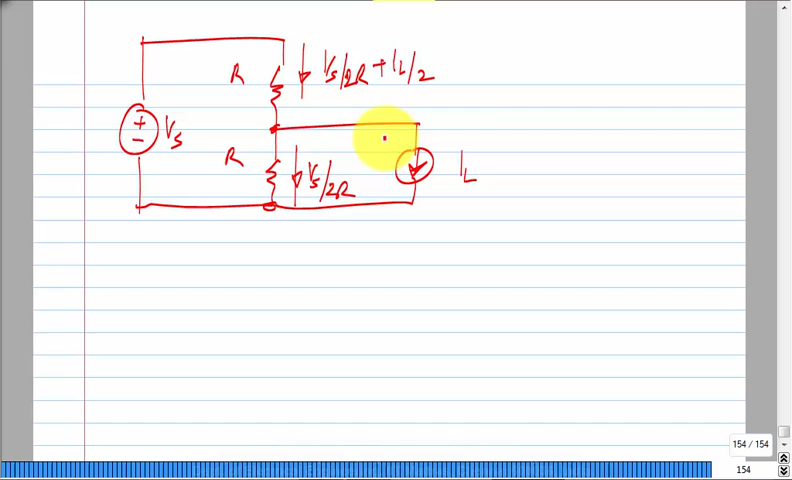 R
Vs/2R + IL/2
+
-
Vs
R
Vs/2R
IL
154 / 154
154